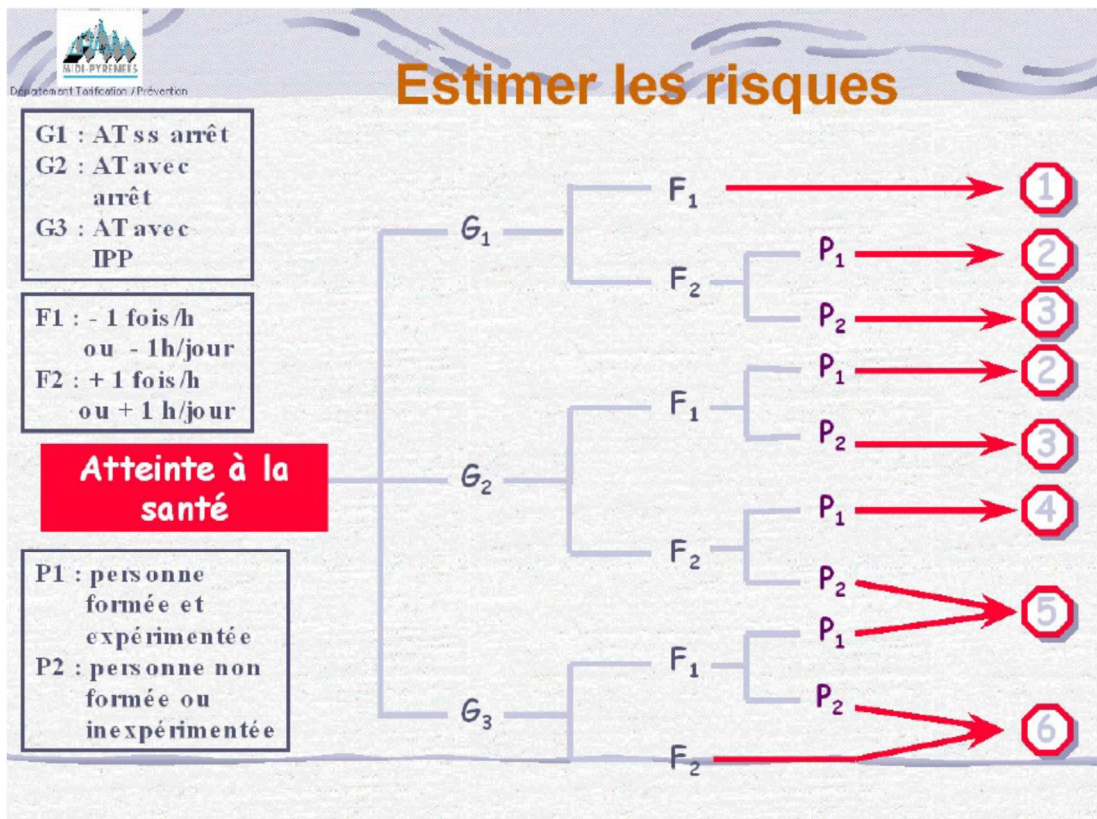 MIDI-PYRENEES
Département Tarification /Prévention
Estimer les risques
G1 : AT ss arrêt
G2 : AT avec
arrêt
G3 : AT avec
IPP
F1 : - 1 fois/h
ou - 1h/jour
F2 : + 1 fois/h
ou + 1 h/jour
Atteinte à la
santé
P1 : personne
formée et
expérimentée
P2 : personne non
formée ou
inexpérimentée
F1 1
G1
P1 2
F2
P2 3
P1 2
F1
P2 3
G2
P1 4
F2
P2
5
P1
F1
P2
G3
6
F2